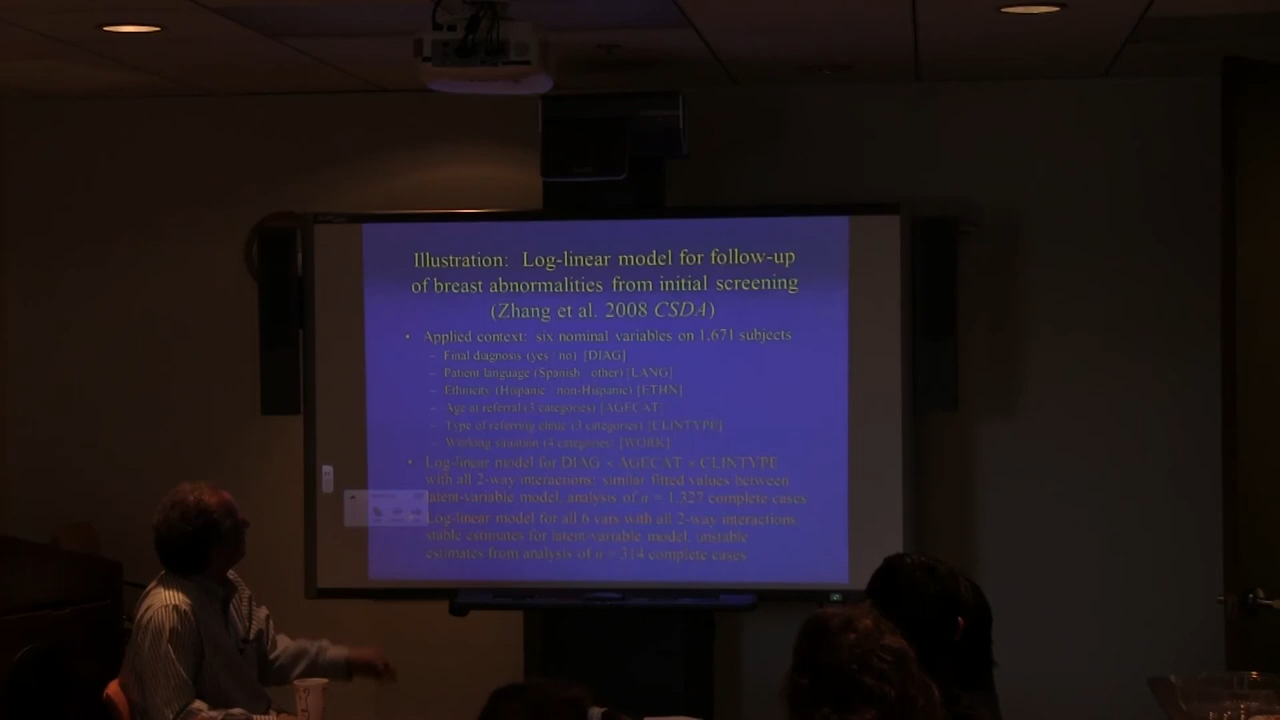 Illustration: Log-linear model for follow-up
of breast abnormalities from initial screening
(Zhang et al. 2008 CSDA)
• Applied context: six nominal variables on 1,671 subjects
– Final diagnosis (yes / no) [DIAG]
– Patient language (Spanish / other) [LANG]
– Ethnicity (Hispanic / non-Hispanic) [ETHN]
– Age at referral (3 categories) [AGECAT]
– Type of referring clinic (3 categories) [CLINTYPE]
– Working situation (4 categories) [WORK]
• Log-linear model for DIAG × AGECAT × CLINTYPE
with all 2-way interactions: similar fitted values between
latent-variable model, analysis of n = 1,327 complete cases
Log-linear model for all 6 vars with all 2-way interactions
stable estimates for latent-variable model, unstable
estimates from analysis of n = 314 complete cases